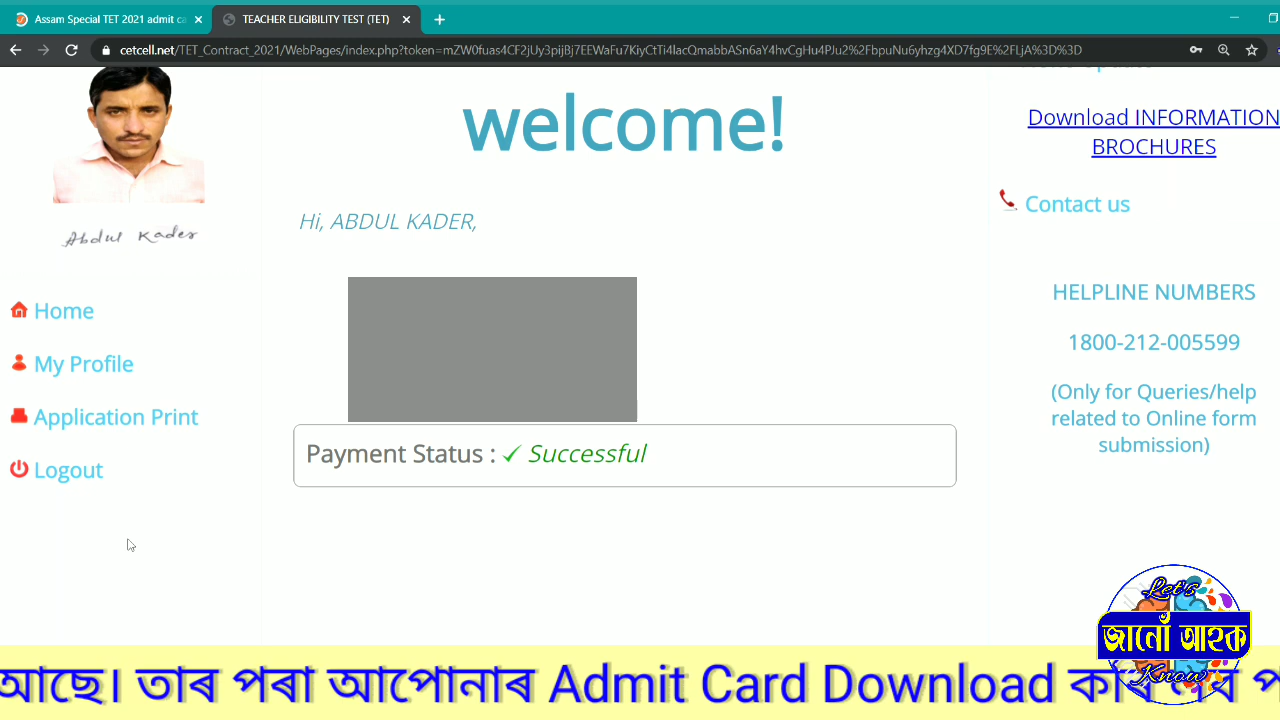 Assam Special TET 2021 admit ca
TEACHER ELIGIBILITY TEST (TET)
cetcell.net/TET_Contract_2021/WebPages/index.php?token=mZW0fuas4CF2jUy3pijBj7EEWaFu7KiyCtTi4lacQmabbASn6aY4hvCgHu4PJu2%2FbpuNu6yhzg4XD7fg9E%2FLjA%3D%3D
welcome!
Download INFORMATION
BROCHURES
Contact us
Abdul Kader
Hi, ABDUL KADER,
Home
My Profile
Application Print
Logout
Payment Status : ✓ Successful
HELPLINE NUMBERS
1800-212-005599
(Only for Queries/help
related to Online form
submission)
Let's
জানোঁ আহক
Know
আছে। তাৰ পৰা আপোনাৰ Admit Card Download